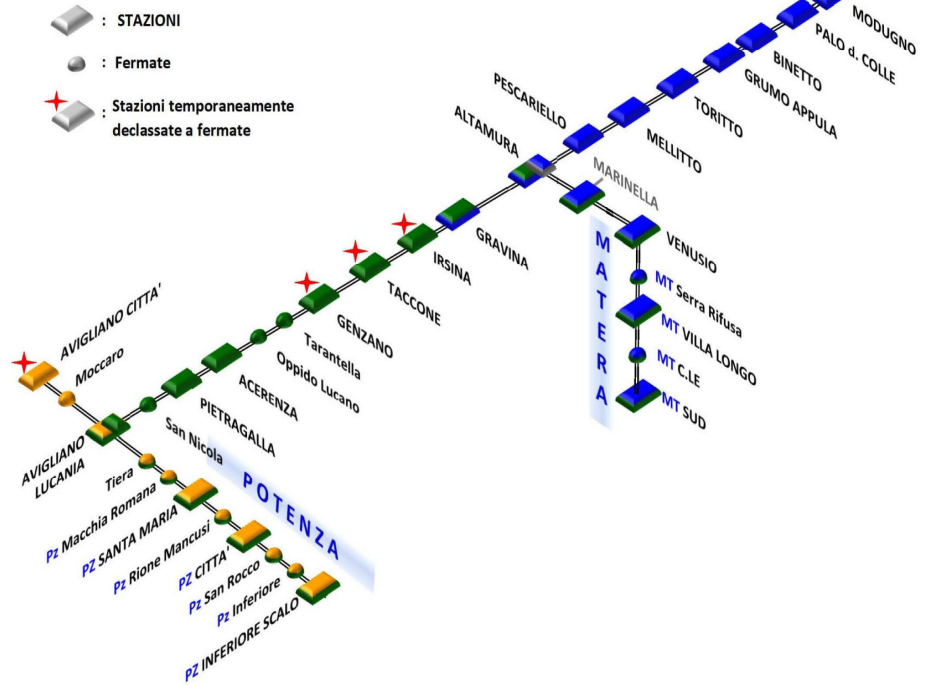 : STAZIONI
: Fermate
: Stazioni temporaneamente
declassate a fermate
MODUGNO
PALO d. COLLE
BINETTO
GRUMO APPULA
TORITTO
MELLITTO
PESCARIELLO
ALTAMURA
MARINELLA
VENUSIO
MT Serra Rifusa
MT VILLA LONGO
MT C.LE
MT SUD
MATERA
GRAVINA
IRSINA
TACCONE
GENZANO
Tarantella
Oppido Lucano
ACERENZA
PIETRAGALLA
San Nicola
AVIGLIANO CITTA'
Moccaro
AVIGLIANO
LUCANIA
Tiera
Pz Macchia Romana
PZ SANTA MARIA
Pz Rione Mancusi
PZ CITTA'
Pz San Rocco
Pz Inferiore
PZ INFERIORE SCALO
POTENZA